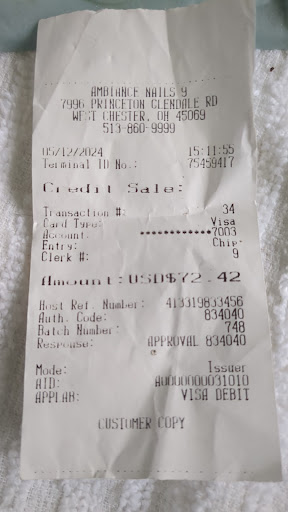 AMBIANCE NAILS 9
7996 PRINCETON GLENDALE RD
WEST CHESTER, OH 45069
513-860-9999
05/12/2024 15:11:55
Terminal ID No.: 75459417
Credit Sale:
Transaction #: 34
Card Type: Visa
Account: ***********7003
Entry: Chip
Clerk #: 9
Amount:USD$72.42
Host Ref. Number: 413319833456
Auth. Code: 834040
Batch Number: 748
Response: APPROVAL 834040
Mode: Issuer
AID: A0000000031010
APPLAB: VISA DEBIT
CUSTOMER COPY